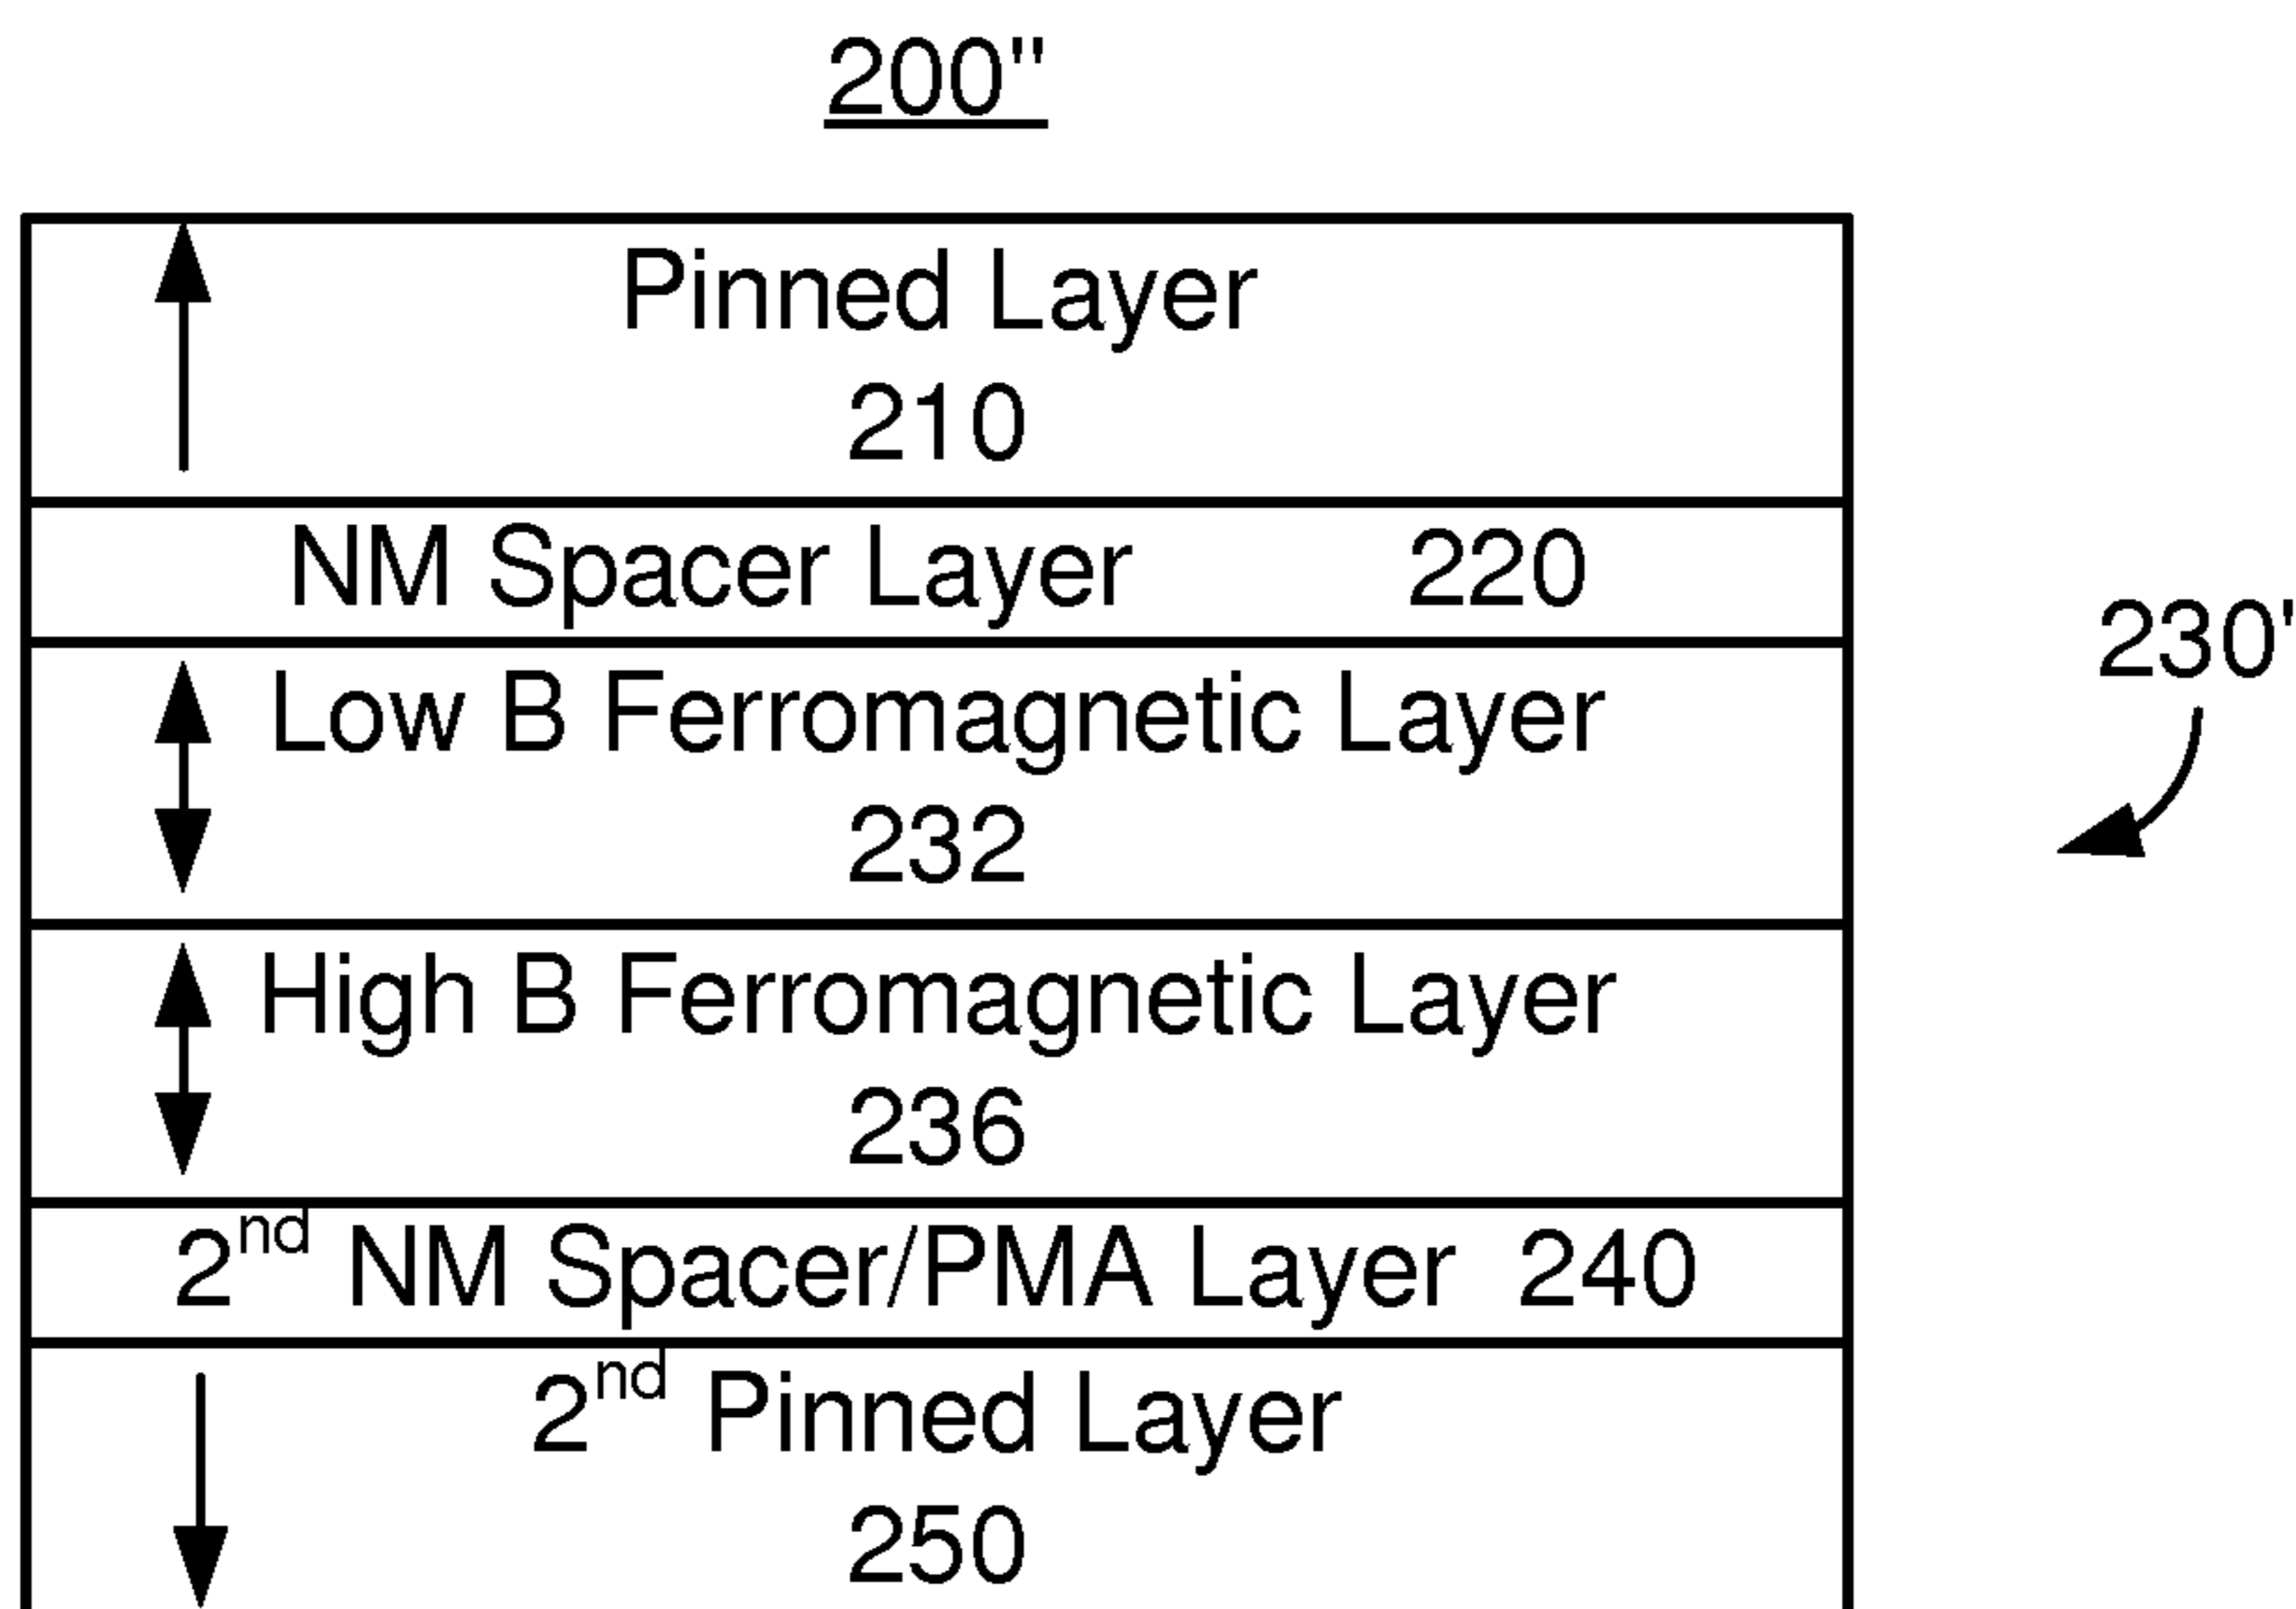 200"
Pinned Layer
210
NM Spacer Layer 220
230'
Low B Ferromagnetic Layer
232
High B Ferromagnetic Layer
236
2nd NM Spacer/PMA Layer 240
2nd Pinned Layer
250